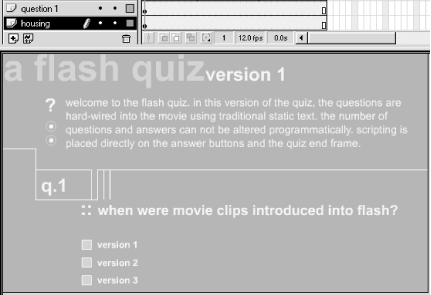 question 1
housing
1 12.0 fps 0.0s
a flash quiz version 1
? welcome to the flash quiz. in this version of the quiz, the questions are
hard-wired into the movie using traditional static text. the number of
questions and answers can not be altered programmatically. scripting is
placed directly on the answer buttons and the quiz end frame.
q.1
:: when were movie clips introduced into flash?
version 1
version 2
version 3